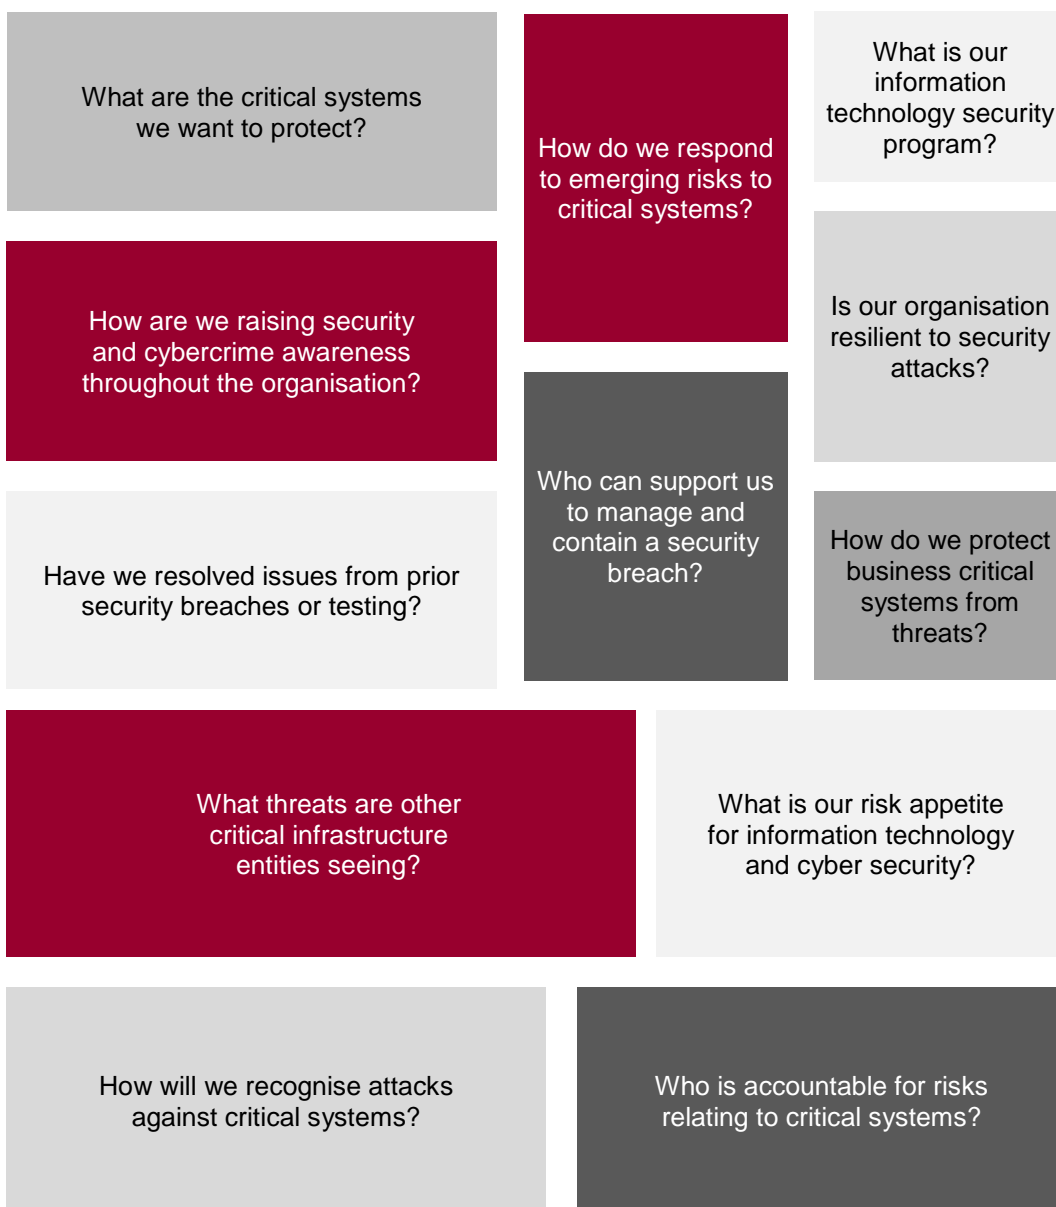 What are the critical systems
we want to protect?
How do we respond
to emerging risks to
critical systems?
What is our
information
technology security
program?
How are we raising security
and cybercrime awareness
throughout the organisation?
Is our organisation
resilient to security
attacks?
Who can support us
to manage and
contain a security
breach?
Have we resolved issues from prior
security breaches or testing?
How do we protect
business critical
systems from
threats?
What threats are other
critical infrastructure
entities seeing?
What is our risk appetite
for information technology
and cyber security?
How will we recognise attacks
against critical systems?
Who is accountable for risks
relating to critical systems?